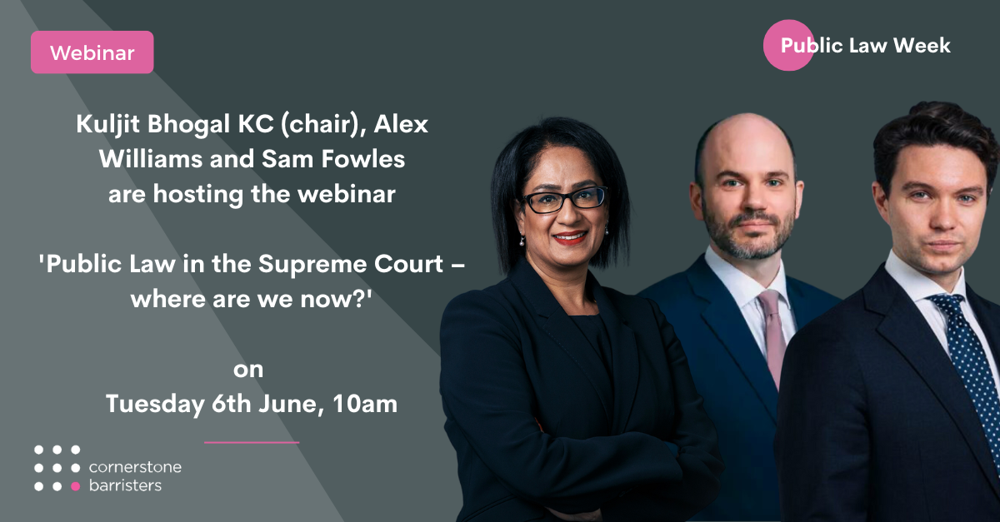 Webinar
Public Law Week
Kuljit Bhogal KC (chair), Alex
Williams and Sam Fowles
are hosting the webinar
'Public Law in the Supreme Court –
where are we now?'
on
Tuesday 6th June, 10am
cornerstone
barristers